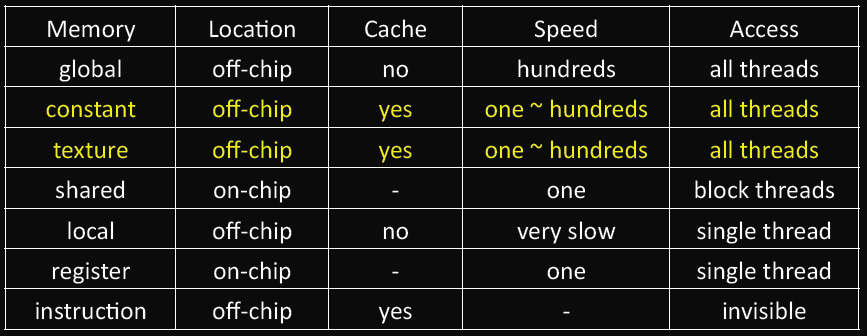 Memory Location Cache Speed Access
global off-chip no hundreds all threads
constant off-chip yes one ~ hundreds all threads
texture off-chip yes one ~ hundreds all threads
shared on-chip - one block threads
local off-chip no very slow single thread
register on-chip - one single thread
instruction off-chip yes - invisible